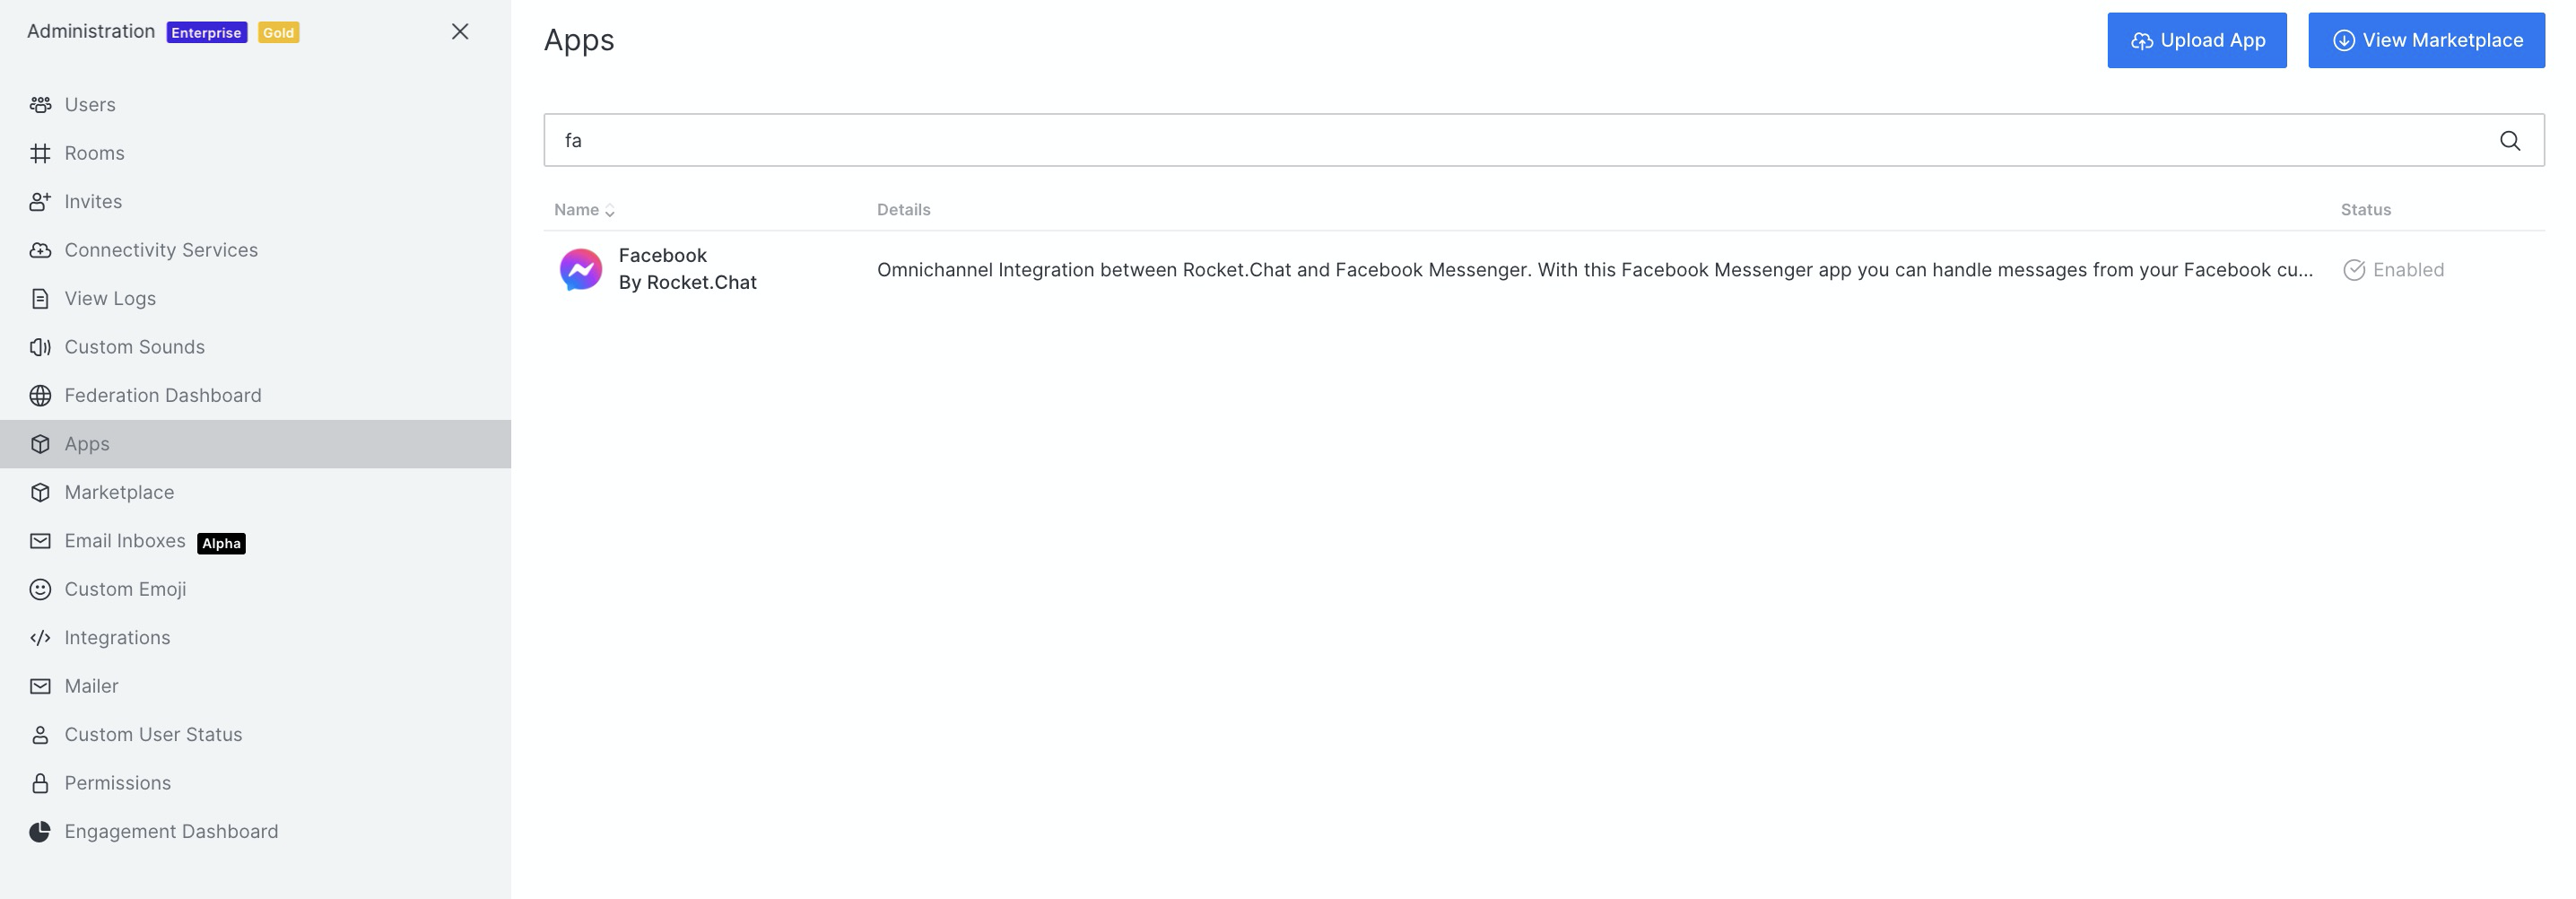 Administration Enterprise Gold
Users
Rooms
Invites
Connectivity Services
View Logs
Custom Sounds
Federation Dashboard
Apps
Marketplace
Email Inboxes Alpha
Custom Emoji
Integrations
Mailer
Custom User Status
Permissions
Engagement Dashboard
Apps
Upload App
View Marketplace
fa
Name Details Status
Facebook
By Rocket.Chat
Omnichannel Integration between Rocket.Chat and Facebook Messenger. With this Facebook Messenger app you can handle messages from your Facebook cu...
Enabled